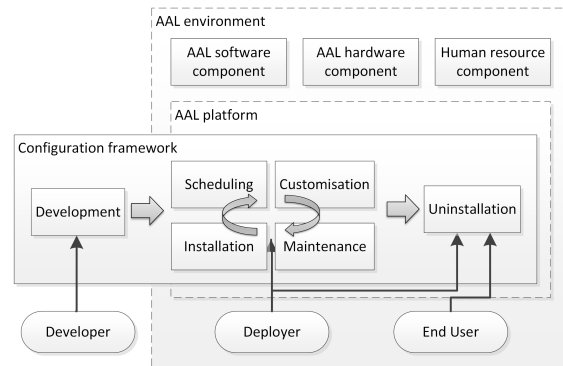 AAL environment
AAL software
component
AAL hardware
component
Human resource
component
AAL platform
Configuration framework
Development
Scheduling
Customisation
Installation
Maintenance
Uninstallation
Developer
Deployer
End User